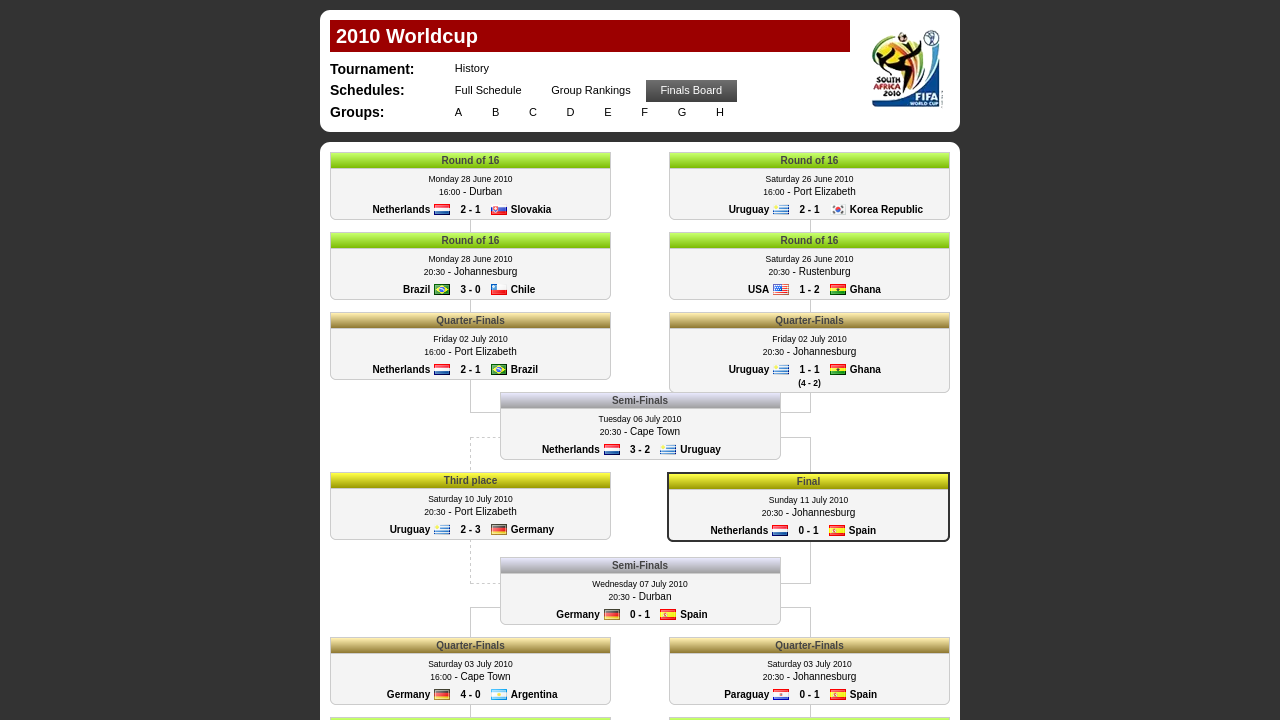 2010 Worldcup
SOUTH AFRICA 2010
FIFA
WORLD CUP
Tournament: History
Schedules: Full Schedule Group Rankings Finals Board
Groups: A B C D E F G H
Round of 16
Monday 28 June 2010
16:00 - Durban
Netherlands 2 - 1 Slovakia
Round of 16
Saturday 26 June 2010
16:00 - Port Elizabeth
Uruguay 2 - 1 Korea Republic
Round of 16
Monday 28 June 2010
20:30 - Johannesburg
Brazil 3 - 0 Chile
Round of 16
Saturday 26 June 2010
20:30 - Rustenburg
USA 1 - 2 Ghana
Quarter-Finals
Friday 02 July 2010
16:00 - Port Elizabeth
Netherlands 2 - 1 Brazil
Quarter-Finals
Friday 02 July 2010
20:30 - Johannesburg
Uruguay 1 - 1 Ghana
(4 - 2)
Semi-Finals
Tuesday 06 July 2010
20:30 - Cape Town
Netherlands 3 - 2 Uruguay
Third place
Saturday 10 July 2010
20:30 - Port Elizabeth
Uruguay 2 - 3 Germany
Final
Sunday 11 July 2010
20:30 - Johannesburg
Netherlands 0 - 1 Spain
Semi-Finals
Wednesday 07 July 2010
20:30 - Durban
Germany 0 - 1 Spain
Quarter-Finals
Saturday 03 July 2010
16:00 - Cape Town
Germany 4 - 0 Argentina
Quarter-Finals
Saturday 03 July 2010
20:30 - Johannesburg
Paraguay 0 - 1 Spain